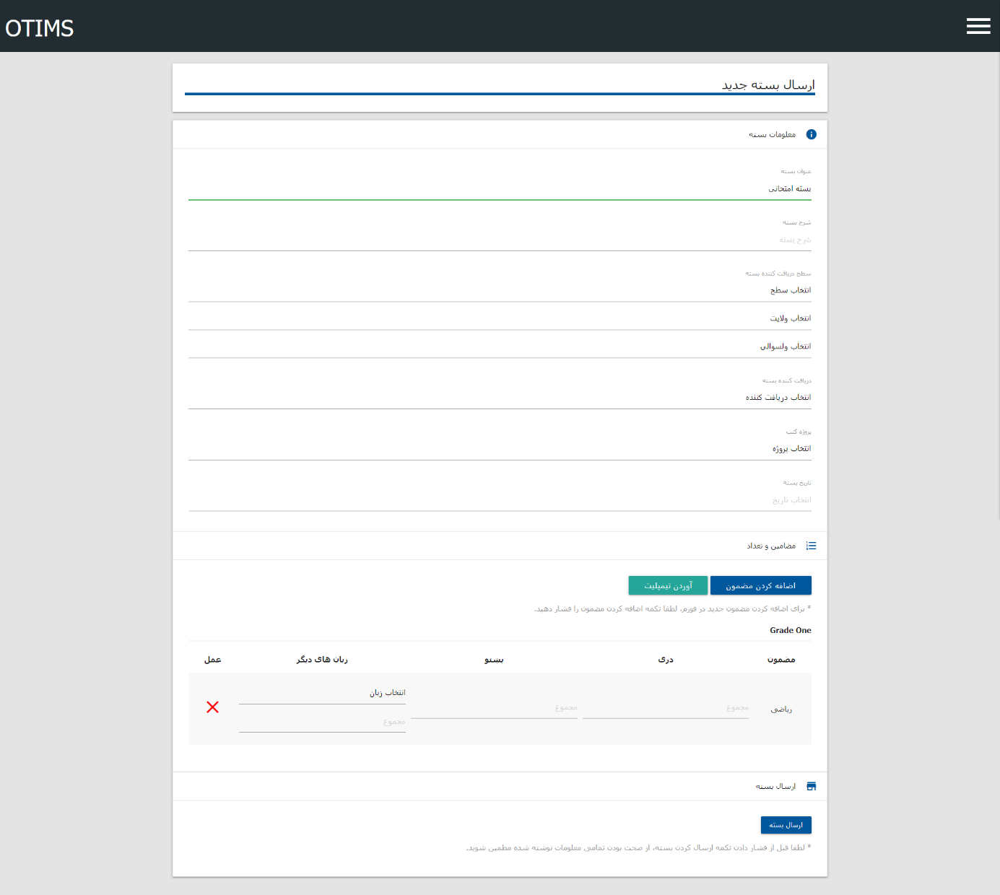 OTIMS
ارسال بسته جدید
معلومات بسته
عنوان بسته
بسته امتحانی
شرح بسته
شرح بسته
سطح دریافت کننده بسته
انتخاب سطح
انتخاب ولایت
انتخاب ولسوالی
دریافت کننده بسته
انتخاب دریافت کننده
پروژه کتب
انتخاب پروژه
تاریخ بسته
انتخاب تاریخ
مضامین و تعداد
اضافه کردن مضمون آوردن تیمپلیت
* برای اضافه کردن مضمون جدید در فورم، لطفا تکمه اضافه کردن مضمون را فشار دهید.
Grade One
مضمون دری پشتو زبان های دیگر عمل
انتخاب زبان
ریاضی مجموع مجموع
مجموع
ارسال بسته
ارسال بسته
* لطفا قبل از فشار دادن تکمه ارسال کردن بسته، از صحت بودن تمامی معلومات نوشته شده مطمین شوید.